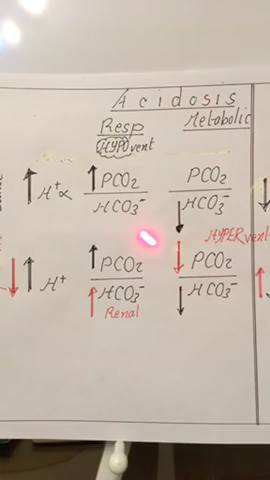 Acidosis
Resp Metabolic
HYPOvent
↑ H⁺ ∝ ↑ PCO₂ / HCO₃⁻ PCO₂ / ↓ HCO₃⁻
HYPERvent
↓ ↑ H⁺ ↑ PCO₂ / ↑ HCO₃⁻ ↓ PCO₂ / ↓ HCO₃⁻
Renal